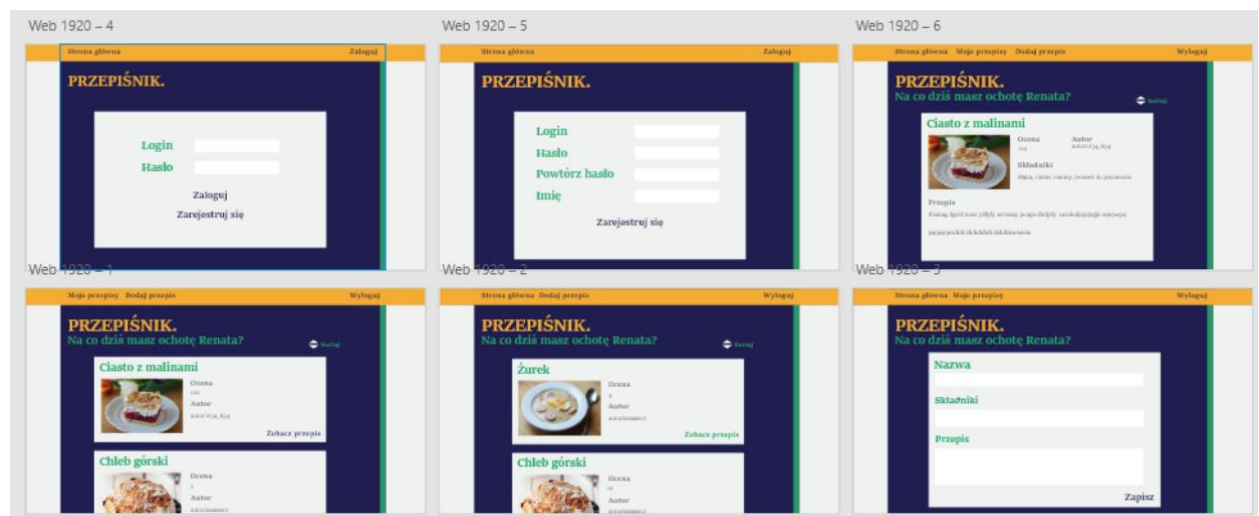 Web 1920 – 4
Strona główna Zaloguj
PRZEPIŚNIK.
Login
Hasło
Zaloguj
Zarejestruj się
Web 1920 – 5
Strona główna Zaloguj
PRZEPIŚNIK.
Login
Hasło
Powtórz hasło
Imię
Zarejestruj się
Web 1920 – 6
Strona główna Moje przepisy Dodaj przepis Wyloguj
PRZEPIŚNIK.
Na co dziś masz ochotę Renata?
Sortuj
Ciasto z malinami
Ocena Autor
Składniki
Przepis
Web 1920 – 1
Moje przepisy Dodaj przepis Wyloguj
PRZEPIŚNIK.
Na co dziś masz ochotę Renata?
Sortuj
Ciasto z malinami
Ocena
Autor
Zobacz przepis
Chleb górski
Ocena
Autor
Web 1920 – 2
Strona główna Dodaj przepis Wyloguj
PRZEPIŚNIK.
Na co dziś masz ochotę Renata?
Sortuj
Żurek
Ocena
4
Autor
Zobacz przepis
Chleb górski
Ocena
Autor
Web 1920 – 3
Strona główna Moje przepisy Wyloguj
PRZEPIŚNIK.
Na co dziś masz ochotę Renata?
Nazwa
Składniki
Przepis
Zapisz